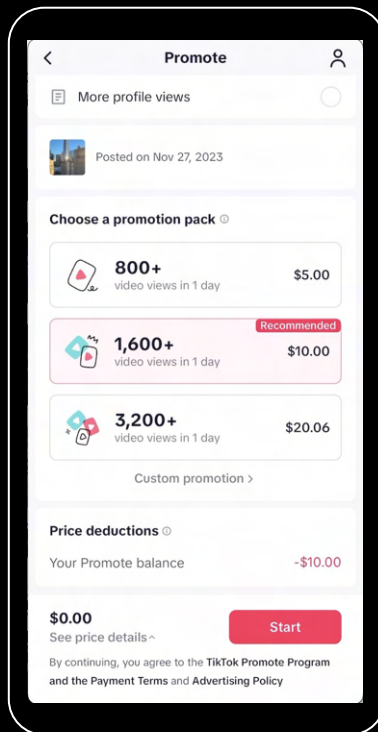 Promote
More profile views
Posted on Nov 27, 2023
Choose a promotion pack
800+
video views in 1 day
$5.00
Recommended
1,600+
video views in 1 day
$10.00
3,200+
video views in 1 day
$20.06
Custom promotion >
Price deductions
Your Promote balance
-$10.00
$0.00
See price details
Start
By continuing, you agree to the TikTok Promote Program
and the Payment Terms and Advertising Policy